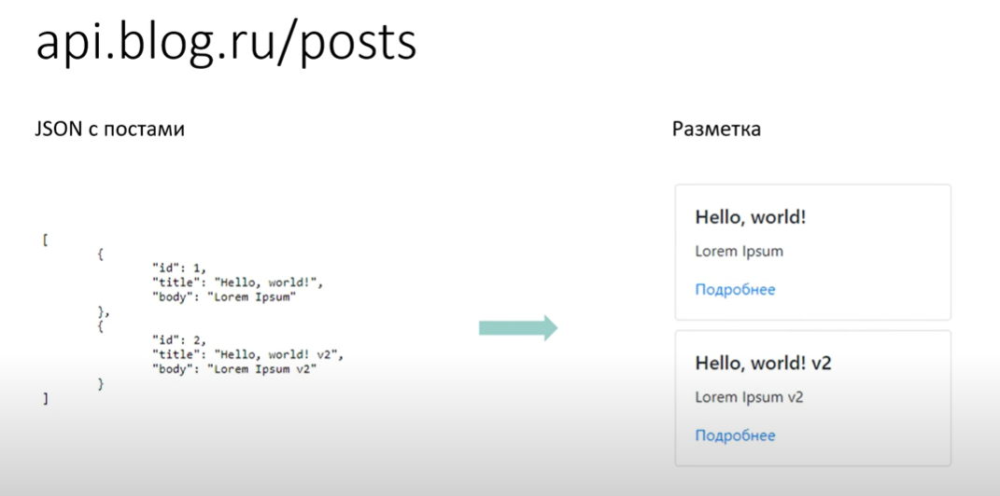 api.blog.ru/posts
JSON с постами
[
{
"id": 1,
"title": "Hello, world!",
"body": "Lorem Ipsum"
},
{
"id": 2,
"title": "Hello, world! v2",
"body": "Lorem Ipsum v2"
}
]
Разметка
Hello, world!
Lorem Ipsum
Подробнее
Hello, world! v2
Lorem Ipsum v2
Подробнее